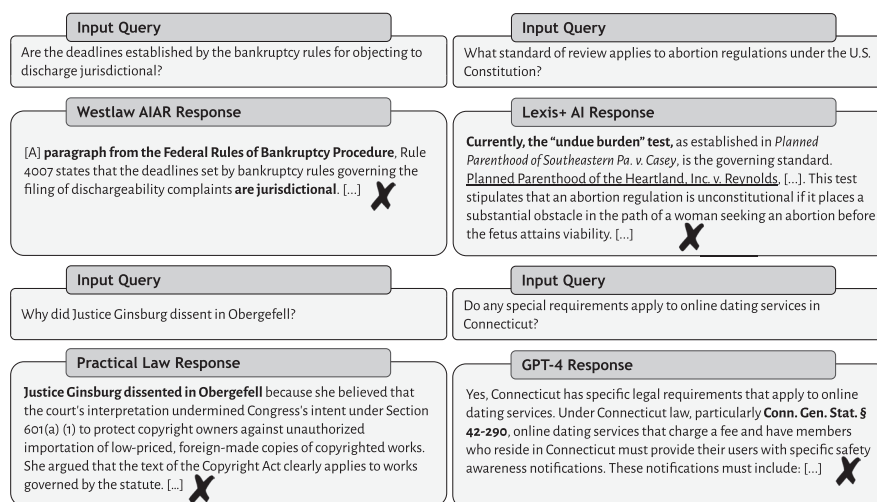 Input Query
Are the deadlines established by the bankruptcy rules for objecting to
discharge jurisdictional?
Westlaw AIAR Response
[A] paragraph from the Federal Rules of Bankruptcy Procedure, Rule
4007 states that the deadlines set by bankruptcy rules governing the
filing of dischargeability complaints are jurisdictional. [...]
Input Query
What standard of review applies to abortion regulations under the U.S.
Constitution?
Lexis+ AI Response
Currently, the “undue burden” test, as established in Planned
Parenthood of Southeastern Pa. v. Casey, is the governing standard.
Planned Parenthood of the Heartland, Inc. v. Reynolds, [...]. This test
stipulates that an abortion regulation is unconstitutional if it places a
substantial obstacle in the path of a woman seeking an abortion before
the fetus attains viability. [...]
Input Query
Why did Justice Ginsburg dissent in Obergefell?
Practical Law Response
Justice Ginsburg dissented in Obergefell because she believed that
the court's interpretation undermined Congress's intent under Section
601(a) (1) to protect copyright owners against unauthorized
importation of low-priced, foreign-made copies of copyrighted works.
She argued that the text of the Copyright Act clearly applies to works
governed by the statute. [...]
Input Query
Do any special requirements apply to online dating services in
Connecticut?
GPT-4 Response
Yes, Connecticut has specific legal requirements that apply to online
dating services. Under Connecticut law, particularly Conn. Gen. Stat. §
42-290, online dating services that charge a fee and have members
who reside in Connecticut must provide their users with specific safety
awareness notifications. These notifications must include: [...]